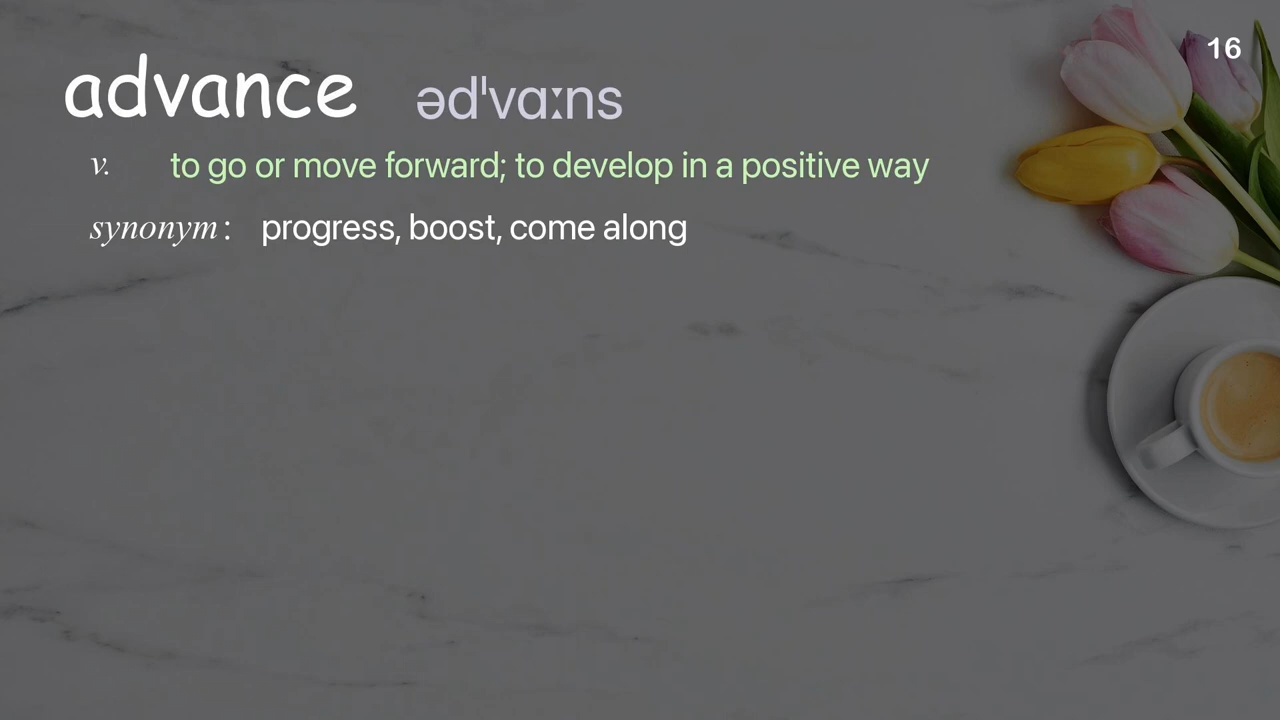 16
advance ədˈvɑːns
v. to go or move forward; to develop in a positive way
synonym: progress, boost, come along